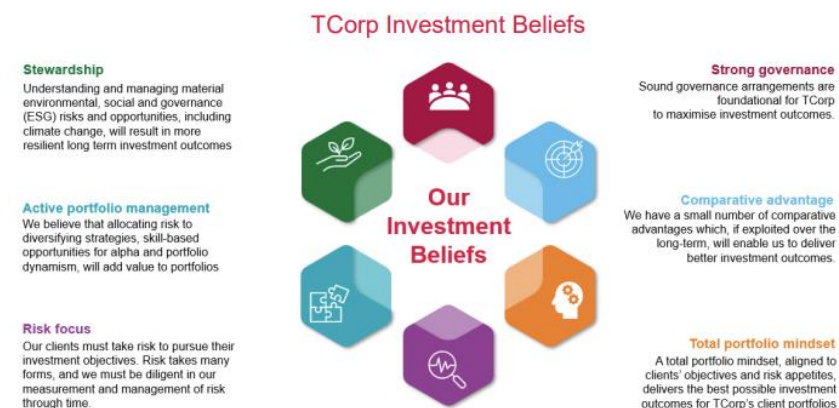 TCorp Investment Beliefs
Stewardship
Understanding and managing material
environmental, social and governance
(ESG) risks and opportunities, including
climate change, will result in more
resilient long term investment outcomes
Active portfolio management
We believe that allocating risk to
diversifying strategies, skill-based
opportunities for alpha and portfolio
dynamism, will add value to portfolios
Risk focus
Our clients must take risk to pursue their
investment objectives. Risk takes many
forms, and we must be diligent in our
measurement and management of risk
through time.
Our
Investment
Beliefs
Strong governance
Sound governance arrangements are
foundational for TCorp
to maximise investment outcomes.
Comparative advantage
We have a small number of comparative
advantages which, if exploited over the
long-term, will enable us to deliver
better investment outcomes.
Total portfolio mindset
A total portfolio mindset, aligned to
clients' objectives and risk appetites,
delivers the best possible investment
outcomes for TCorp's client portfolios